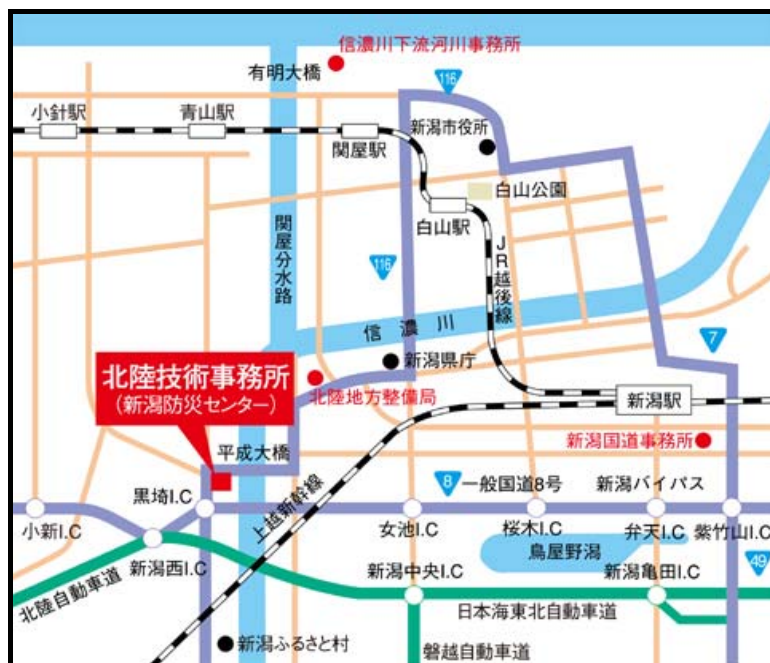 信濃川下流河川事務所
有明大橋
116
小針駅
青山駅
関屋駅
新潟市役所
白山公園
白山駅
関屋分水路
116
JR越後線
信濃川
7
新潟県庁
北陸技術事務所
(新潟防災センター)
北陸地方整備局
新潟駅
新潟国道事務所
平成大橋
8
一般国道8号
新潟バイパス
黒埼I.C
上越新幹線
小新I.C
女池I.C
桜木I.C
弁天I.C
紫竹山I.C
鳥屋野潟
新潟西I.C
新潟中央I.C
新潟亀田I.C
49
北陸自動車道
日本海東北自動車道
新潟ふるさと村
磐越自動車道